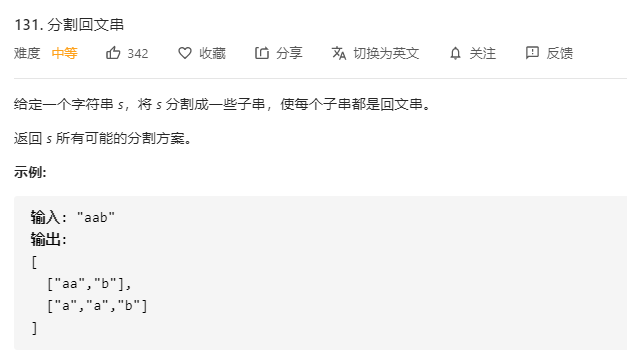 131. 分割回文串
难度 中等 342 收藏 分享 切换为英文 关注 反馈
给定一个字符串 s，将 s 分割成一些子串，使每个子串都是回文串。
返回 s 所有可能的分割方案。
示例:
输入: "aab"
输出:
[
  ["aa","b"],
  ["a","a","b"]
]